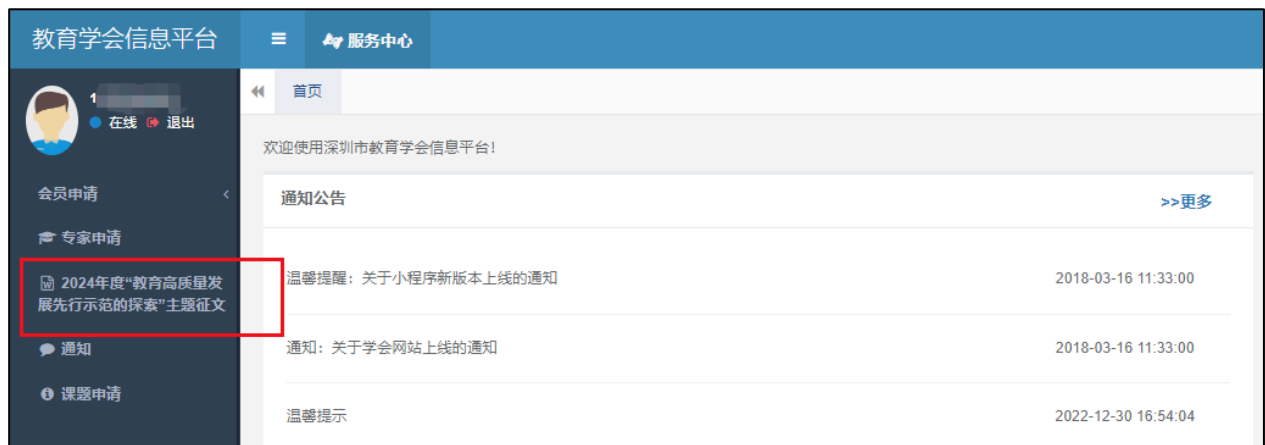 教育学会信息平台
服务中心
1
在线 退出
首页
欢迎使用深圳市教育学会信息平台!
会员申请
专家申请
2024年度“教育高质量发
展先行示范的探索”主题征文
通知
课题申请
通知公告 >>更多
温馨提醒：关于小程序新版本上线的通知 2018-03-16 11:33:00
通知：关于学会网站上线的通知 2018-03-16 11:33:00
温馨提示 2022-12-30 16:54:04